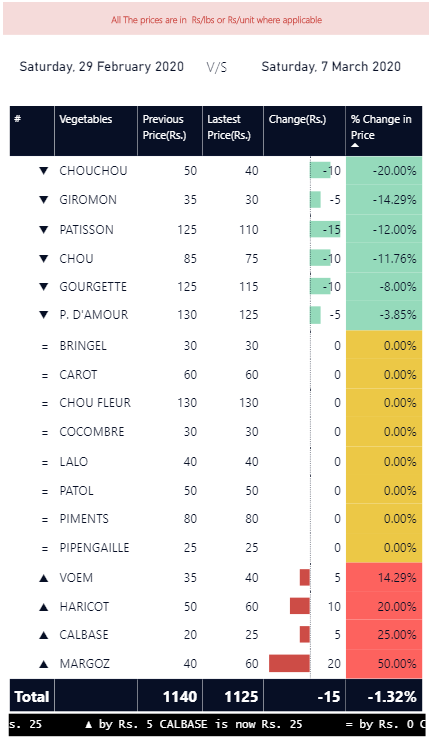 All The prices are in Rs/lbs or Rs/unit where applicable
Saturday, 29 February 2020 V/S Saturday, 7 March 2020
# Vegetables Previous Price(Rs.) Lastest Price(Rs.) Change(Rs.) % Change in Price
▼ CHOUCHOU 50 40 -10 -20.00%
▼ GIROMON 35 30 -5 -14.29%
▼ PATISSON 125 110 -15 -12.00%
▼ CHOU 85 75 -10 -11.76%
▼ GOURGETTE 125 115 -10 -8.00%
▼ P. D'AMOUR 130 125 -5 -3.85%
= BRINGEL 30 30 0 0.00%
= CAROT 60 60 0 0.00%
= CHOU FLEUR 130 130 0 0.00%
= COCOMBRE 30 30 0 0.00%
= LALO 40 40 0 0.00%
= PATOL 50 50 0 0.00%
= PIMENTS 80 80 0 0.00%
= PIPENGAILLE 25 25 0 0.00%
▲ VOEM 35 40 5 14.29%
▲ HARICOT 50 60 10 20.00%
▲ CALBASE 20 25 5 25.00%
▲ MARGOZ 40 60 20 50.00%
Total 1140 1125 -15 -1.32%
s. 25 ▲ by Rs. 5 CALBASE is now Rs. 25 = by Rs. 0 C